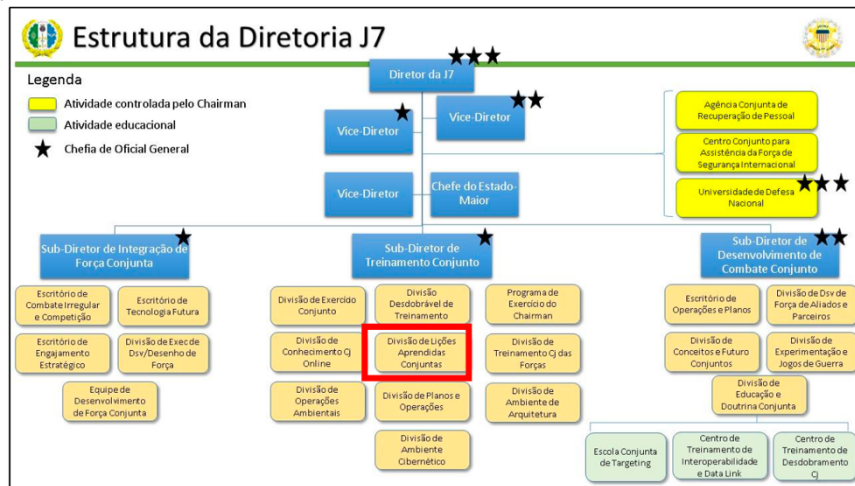 Estrutura da Diretoria J7
Legenda
Atividade controlada pelo Chairman
Atividade educacional
Chefia de Oficial General
Diretor da J7
Vice-Diretor
Vice-Diretor
Vice-Diretor
Chefe do Estado-
Maior
Agência Conjunta de
Recuperação de Pessoal
Centro Conjunto para
Assistência da Força de
Segurança Internacional
Universidade de Defesa
Nacional
Sub-Diretor de Integração de
Força Conjunta
Sub-Diretor de
Treinamento Conjunto
Sub-Diretor de
Desenvolvimento de
Combate Conjunto
Escritório de
Combate Irregular
e Competição
Escritório de
Tecnologia Futura
Escritório de
Engajamento
Estratégico
Divisão de Exec de
Dsv/Desenho de
Força
Equipe de
Desenvolvimento
de Força Conjunta
Divisão de Exercício
Conjunto
Divisão
Desdobrável de
Treinamento
Programa de
Exercício do
Chairman
Divisão de
Conhecimento Cj
Online
Divisão de Lições
Aprendidas
Conjuntas
Divisão de
Treinamento Cj das
Forças
Divisão de
Operações
Ambientais
Divisão de Planos e
Operações
Divisão de
Ambiente de
Arquitetura
Divisão de
Ambiente
Cibernético
Escritório de
Operações e Planos
Divisão de Dsv de
Força de Aliados e
Parceiros
Divisão de
Conceitos e Futuro
Conjuntos
Divisão de
Experimentação e
Jogos de Guerra
Divisão de
Educação e
Doutrina Conjunta
Escola Conjunta
de Targeting
Centro de
Treinamento de
Interoperabilidade
e Data Link
Centro de
Treinamento de
Desdobramento
Cj